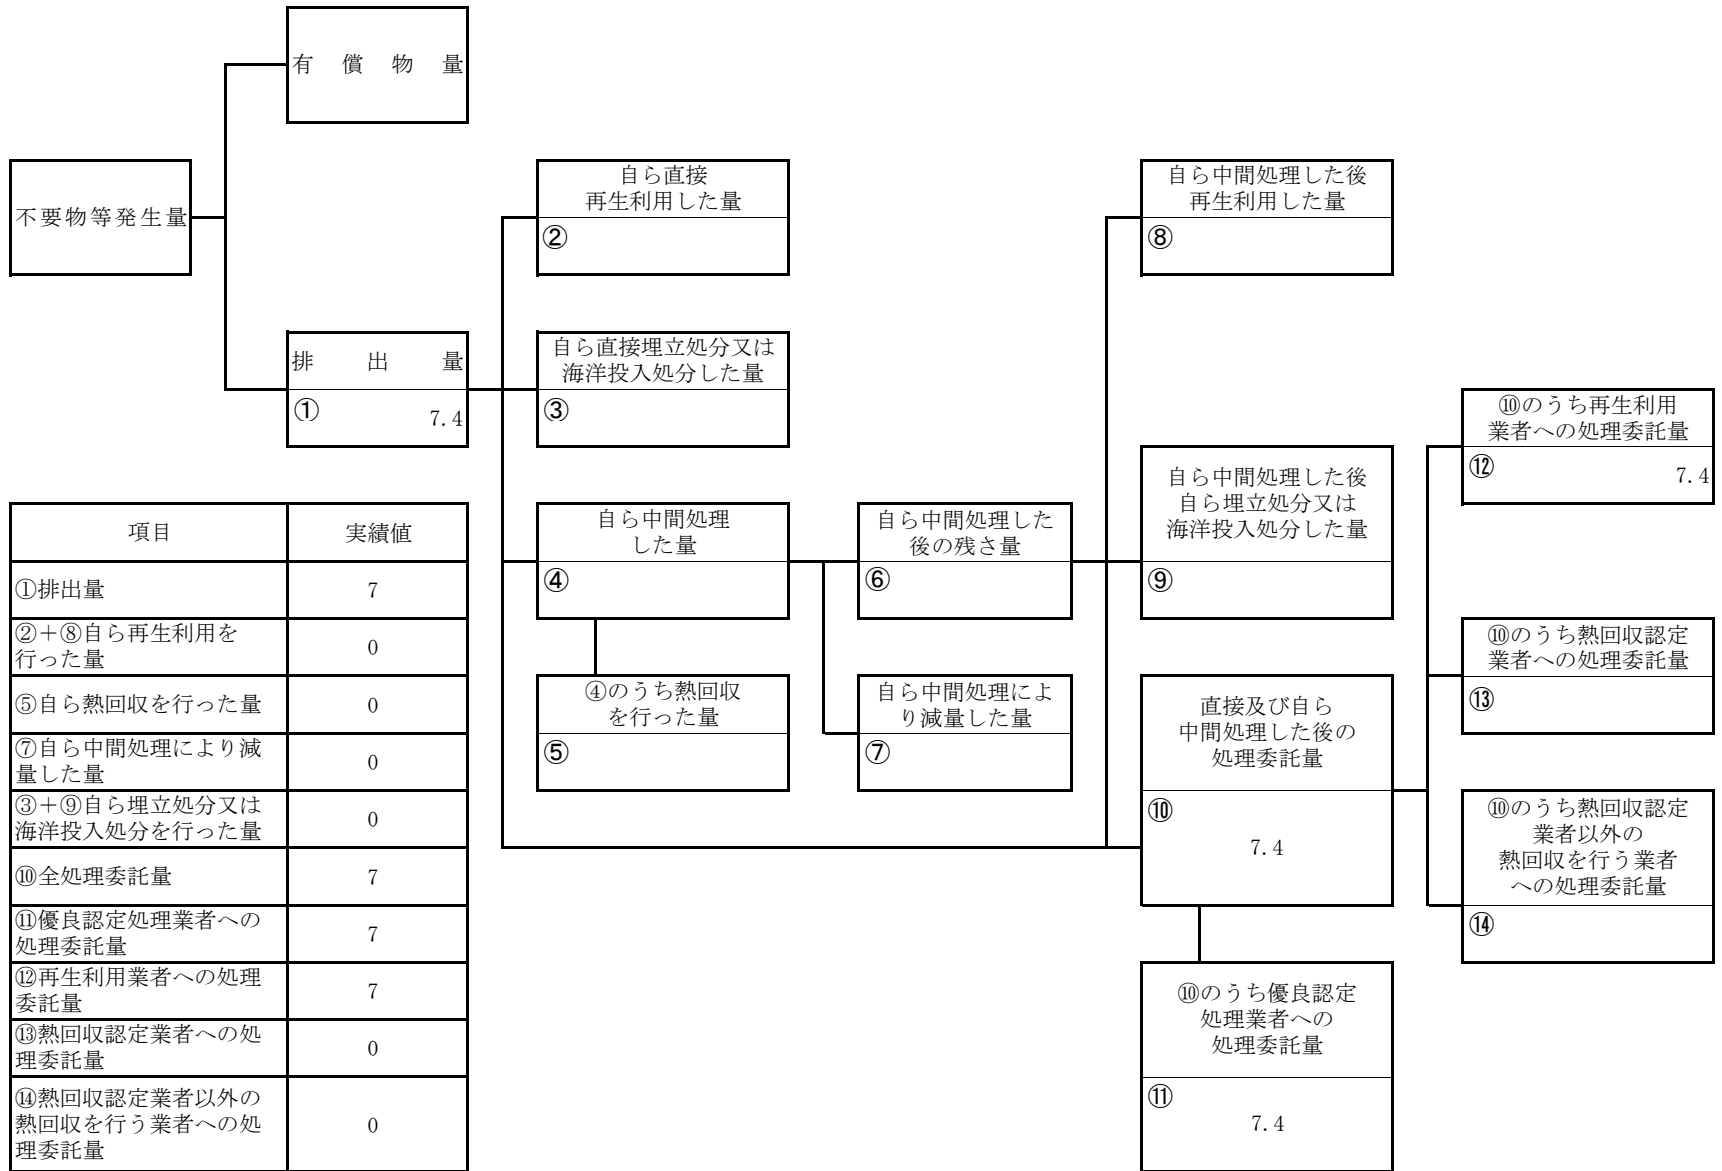 有償物量
不要物等発生量
排出量
① 7.4
自ら直接
再生利用した量
②
自ら直接埋立処分又は
海洋投入処分した量
③
自ら中間処理
した量
④
④のうち熱回収
を行った量
⑤
自ら中間処理した
後の残さ量
⑥
自ら中間処理によ
り減量した量
⑦
自ら中間処理した後
再生利用した量
⑧
自ら中間処理した後
自ら埋立処分又は
海洋投入処分した量
⑨
直接及び自ら
中間処理した後の
処理委託量
⑩
7.4
⑩のうち優良認定
処理業者への
処理委託量
⑪
7.4
⑩のうち再生利用
業者への処理委託量
⑫ 7.4
⑩のうち熱回収認定
業者への処理委託量
⑬
⑩のうち熱回収認定
業者以外の
熱回収を行う業者
への処理委託量
⑭
項目 実績値
①排出量 7
②＋⑧自ら再生利用を
行った量 0
⑤自ら熱回収を行った量 0
⑦自ら中間処理により減
量した量 0
③＋⑨自ら埋立処分又は
海洋投入処分を行った量 0
⑩全処理委託量 7
⑪優良認定処理業者への
処理委託量 7
⑫再生利用業者への処理
委託量 7
⑬熱回収認定業者への処
理委託量 0
⑭熱回収認定業者以外の
熱回収を行う業者への処
理委託量 0